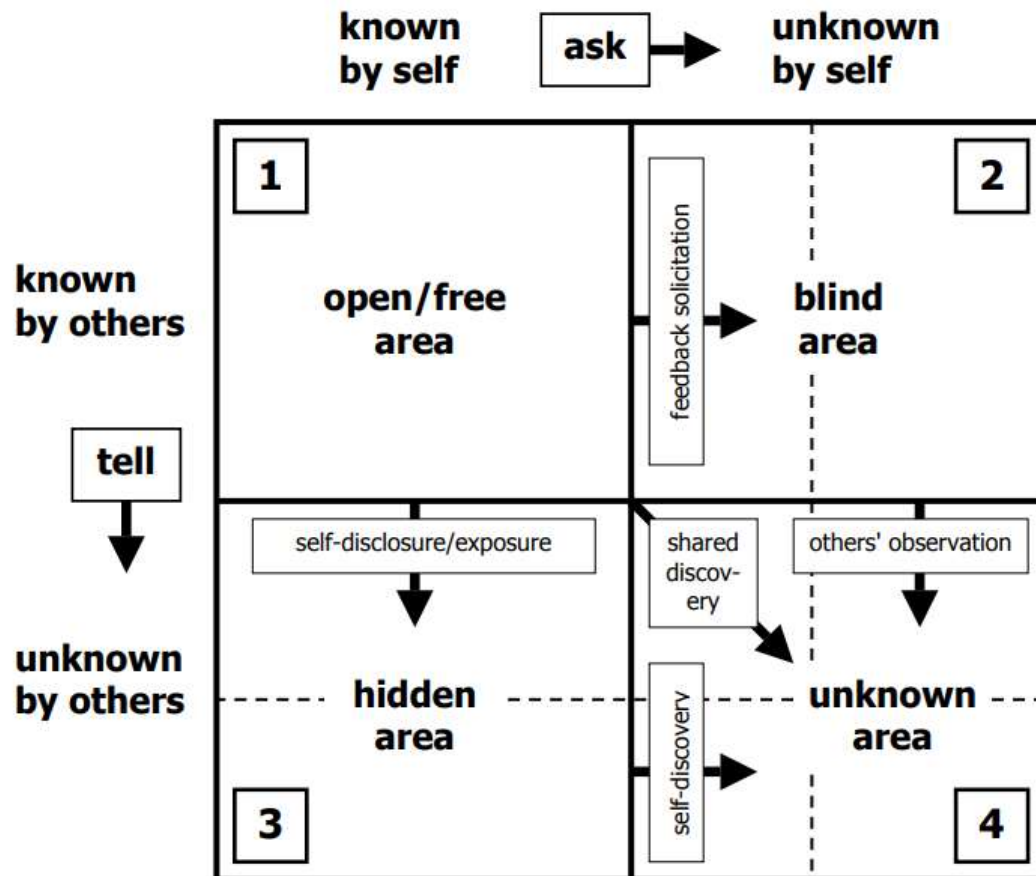 known
by self
ask
unknown
by self
1
2
known
by others
open/free
area
feedback solicitation
blind
area
tell
self-disclosure/exposure
shared
discov-
ery
others' observation
unknown
by others
hidden
area
self-discovery
unknown
area
3
4